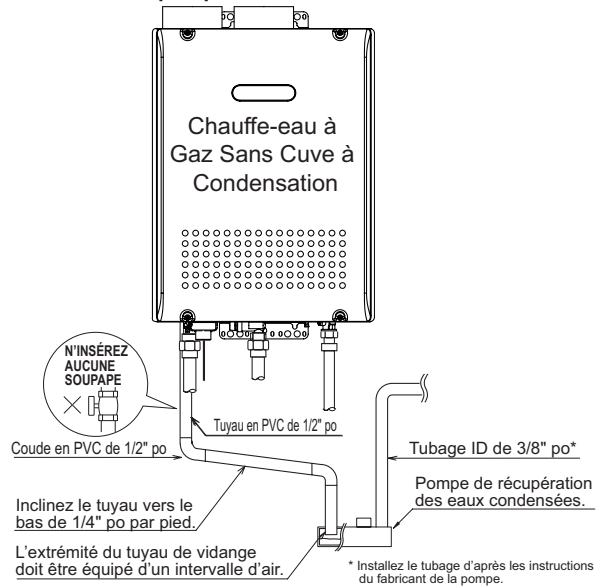 Chauffe-eau à
Gaz Sans Cuve à
Condensation
N'INSÉREZ
AUCUNE
SOUPAPE
Tuyau en PVC de 1/2" po
Coude en PVC de 1/2" po
Tubage ID de 3/8" po*
Inclinez le tuyau vers le
bas de 1/4" po par pied.
Pompe de récupération
des eaux condensées.
L'extrémité du tuyau de vidange
doit être équipé d'un intervalle d'air.
* Installez le tubage d'après les instructions
du fabricant de la pompe.